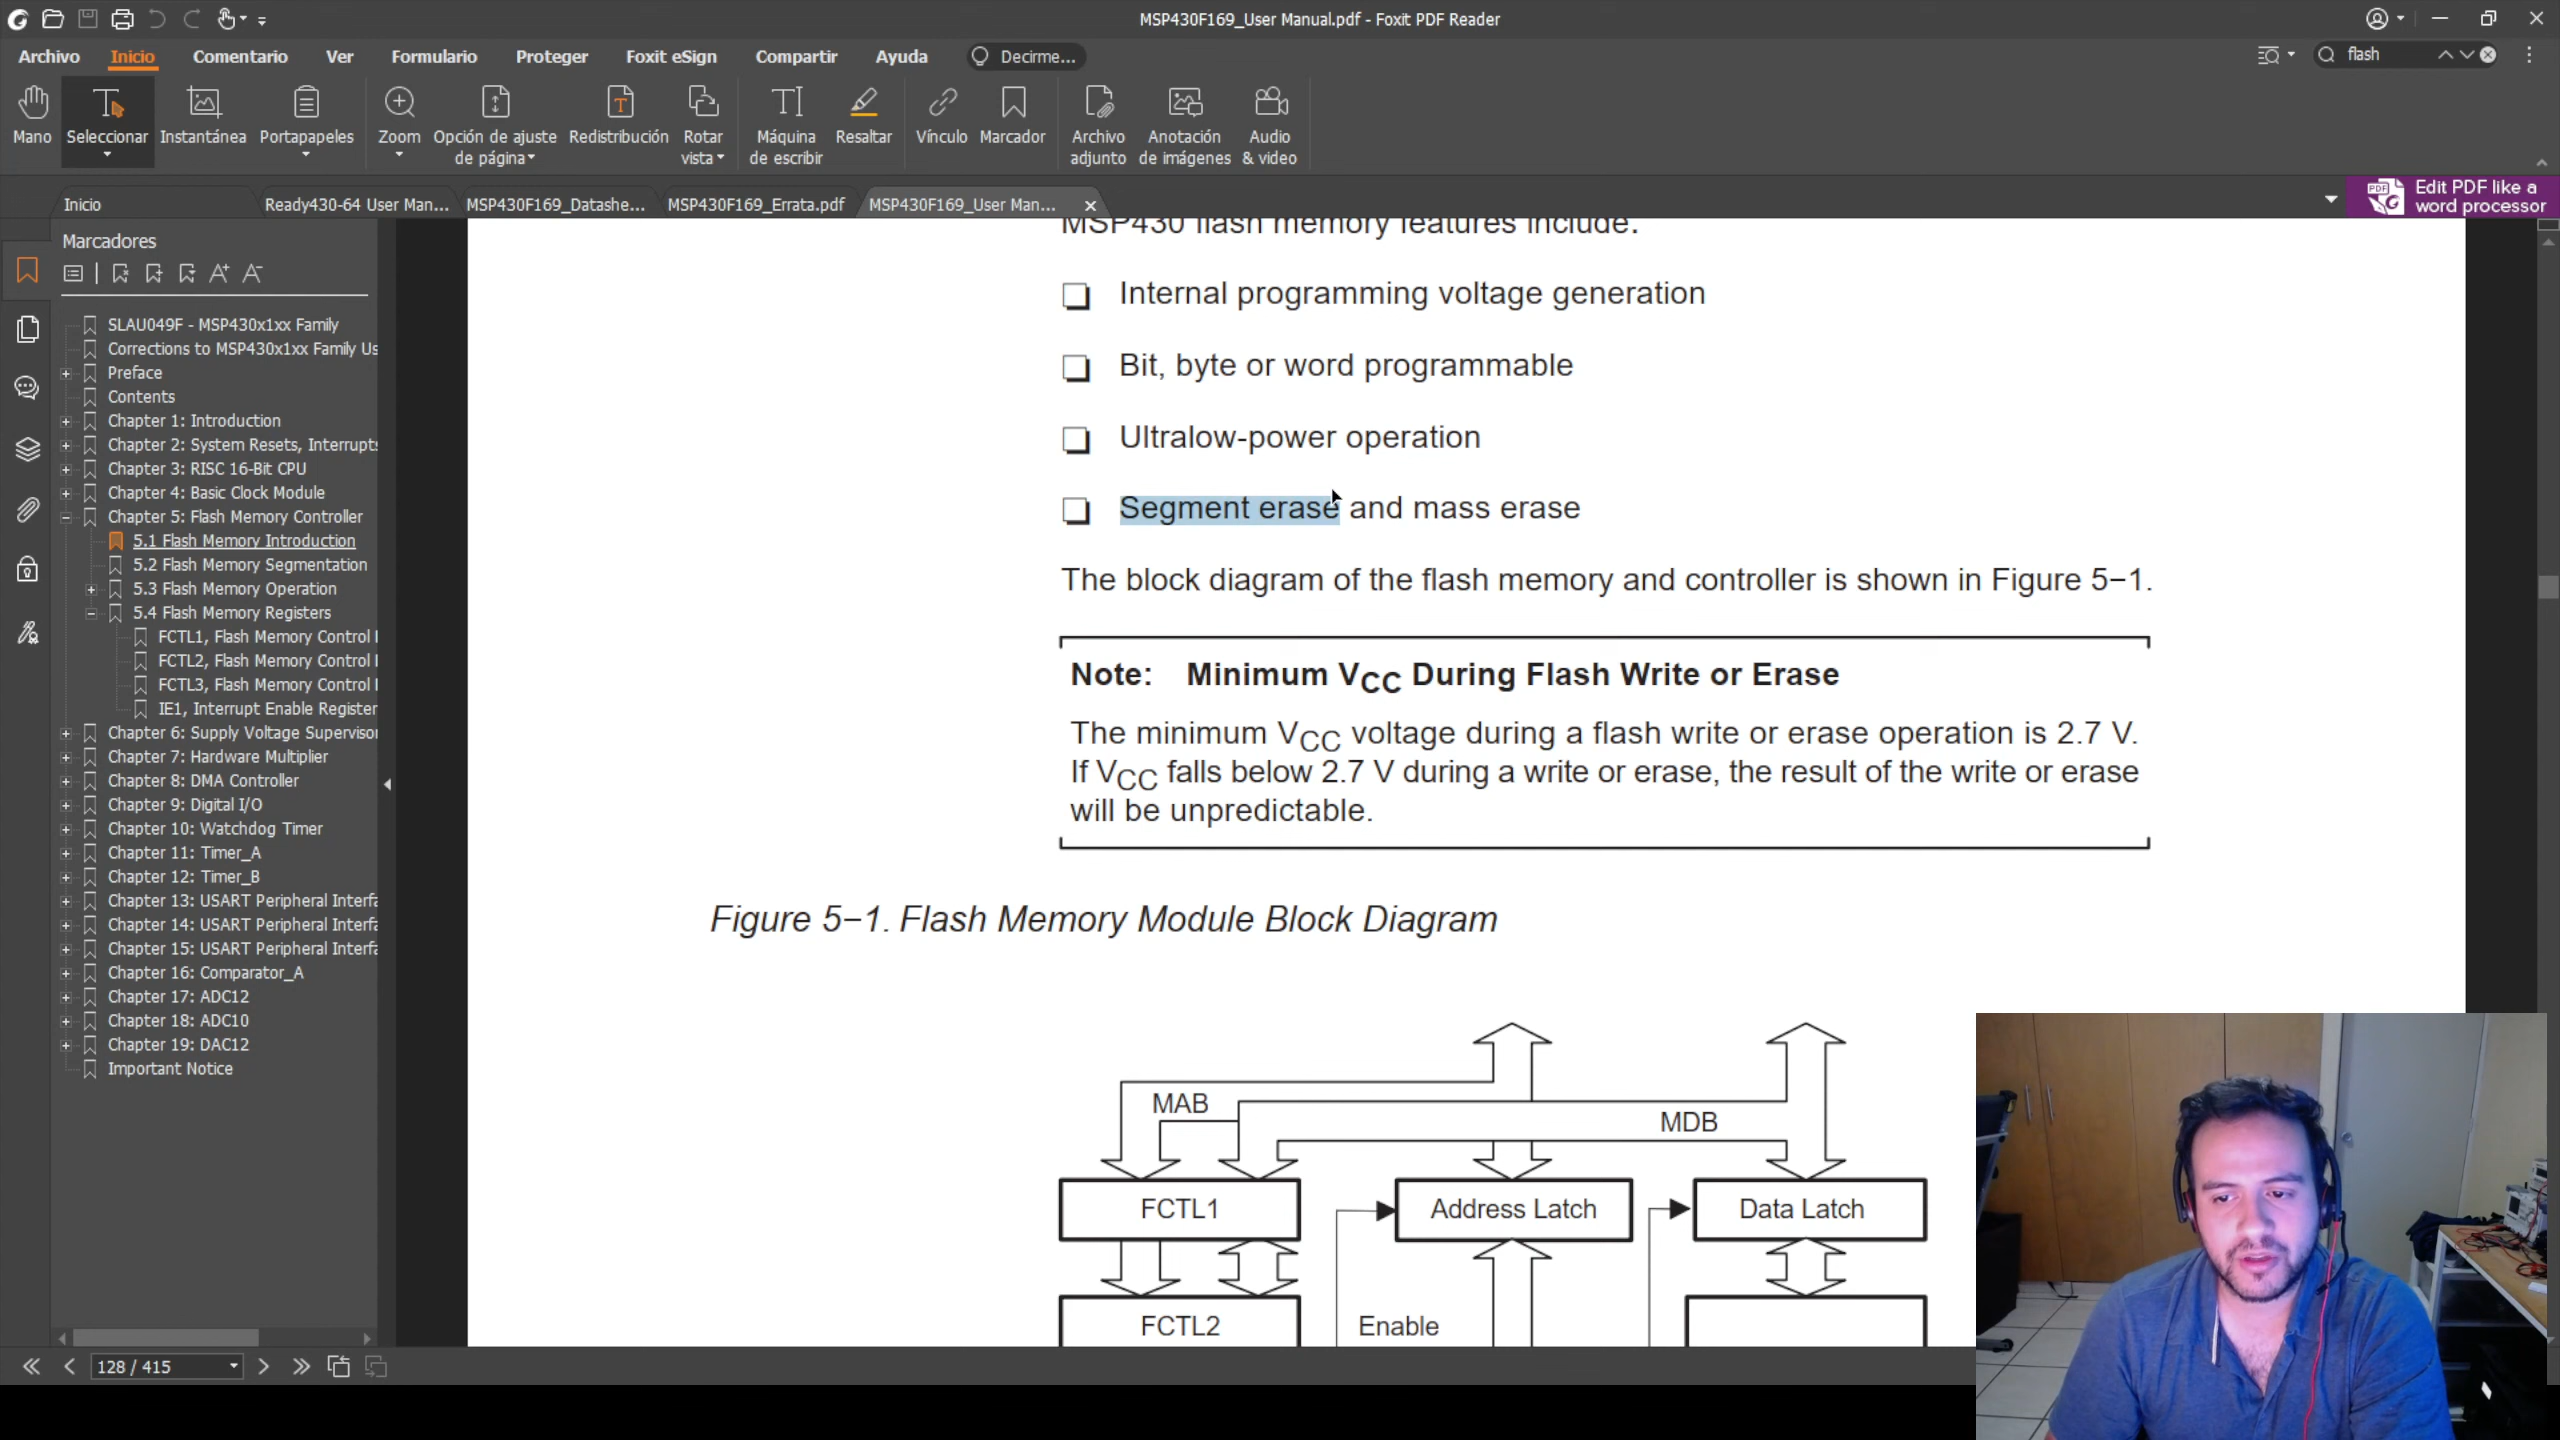 MSP430F169_User Manual.pdf - Foxit PDF Reader
Archivo Inicio Comentario Ver Formulario Proteger Foxit eSign Compartir Ayuda Decirme... flash
Mano Seleccionar Instantánea Portapapeles Zoom Opción de ajuste de página Redistribución Rotar vista Máquina de escribir Resaltar Vínculo Marcador Archivo adjunto Anotación de imágenes Audio & video
Inicio Ready430-64 User Man... MSP430F169_Datashe... MSP430F169_Errata.pdf MSP430F169_User Man...
Edit PDF like a
word processor
Marcadores
SLAU049F - MSP430x1xx Family
Corrections to MSP430x1xx Family Us
Preface
Contents
Chapter 1: Introduction
Chapter 2: System Resets, Interrupts
Chapter 3: RISC 16-Bit CPU
Chapter 4: Basic Clock Module
Chapter 5: Flash Memory Controller
5.1 Flash Memory Introduction
5.2 Flash Memory Segmentation
5.3 Flash Memory Operation
5.4 Flash Memory Registers
FCTL1, Flash Memory Control
FCTL2, Flash Memory Control
FCTL3, Flash Memory Control
IE1, Interrupt Enable Register
Chapter 6: Supply Voltage Supervisor
Chapter 7: Hardware Multiplier
Chapter 8: DMA Controller
Chapter 9: Digital I/O
Chapter 10: Watchdog Timer
Chapter 11: Timer_A
Chapter 12: Timer_B
Chapter 13: USART Peripheral Interfa
Chapter 14: USART Peripheral Interfa
Chapter 15: USART Peripheral Interfa
Chapter 16: Comparator_A
Chapter 17: ADC12
Chapter 18: ADC10
Chapter 19: DAC12
Important Notice
MSP430 flash memory features include:
Internal programming voltage generation
Bit, byte or word programmable
Ultralow-power operation
Segment erase and mass erase
The block diagram of the flash memory and controller is shown in Figure 5−1.
Note: Minimum VCC During Flash Write or Erase
The minimum VCC voltage during a flash write or erase operation is 2.7 V.
If VCC falls below 2.7 V during a write or erase, the result of the write or erase
will be unpredictable.
Figure 5−1. Flash Memory Module Block Diagram
MAB
MDB
FCTL1 Address Latch Data Latch
FCTL2 Enable
128 / 415